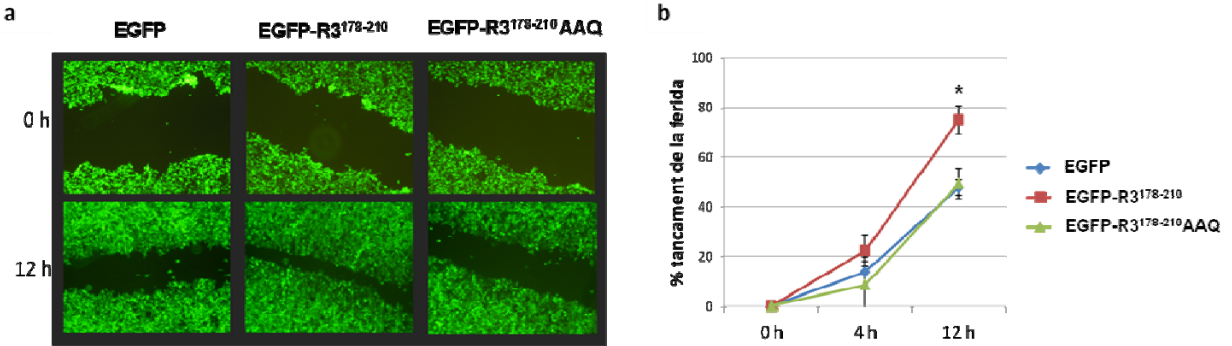 a
EGFP
EGFP-R3¹⁷⁸⁻²¹⁰
EGFP-R3¹⁷⁸⁻²¹⁰AAQ
0 h
12 h
b
% tancament de la ferida
100
80
60
40
20
0
*
0 h
4 h
12 h
EGFP
EGFP-R3¹⁷⁸⁻²¹⁰
EGFP-R3¹⁷⁸⁻²¹⁰AAQ